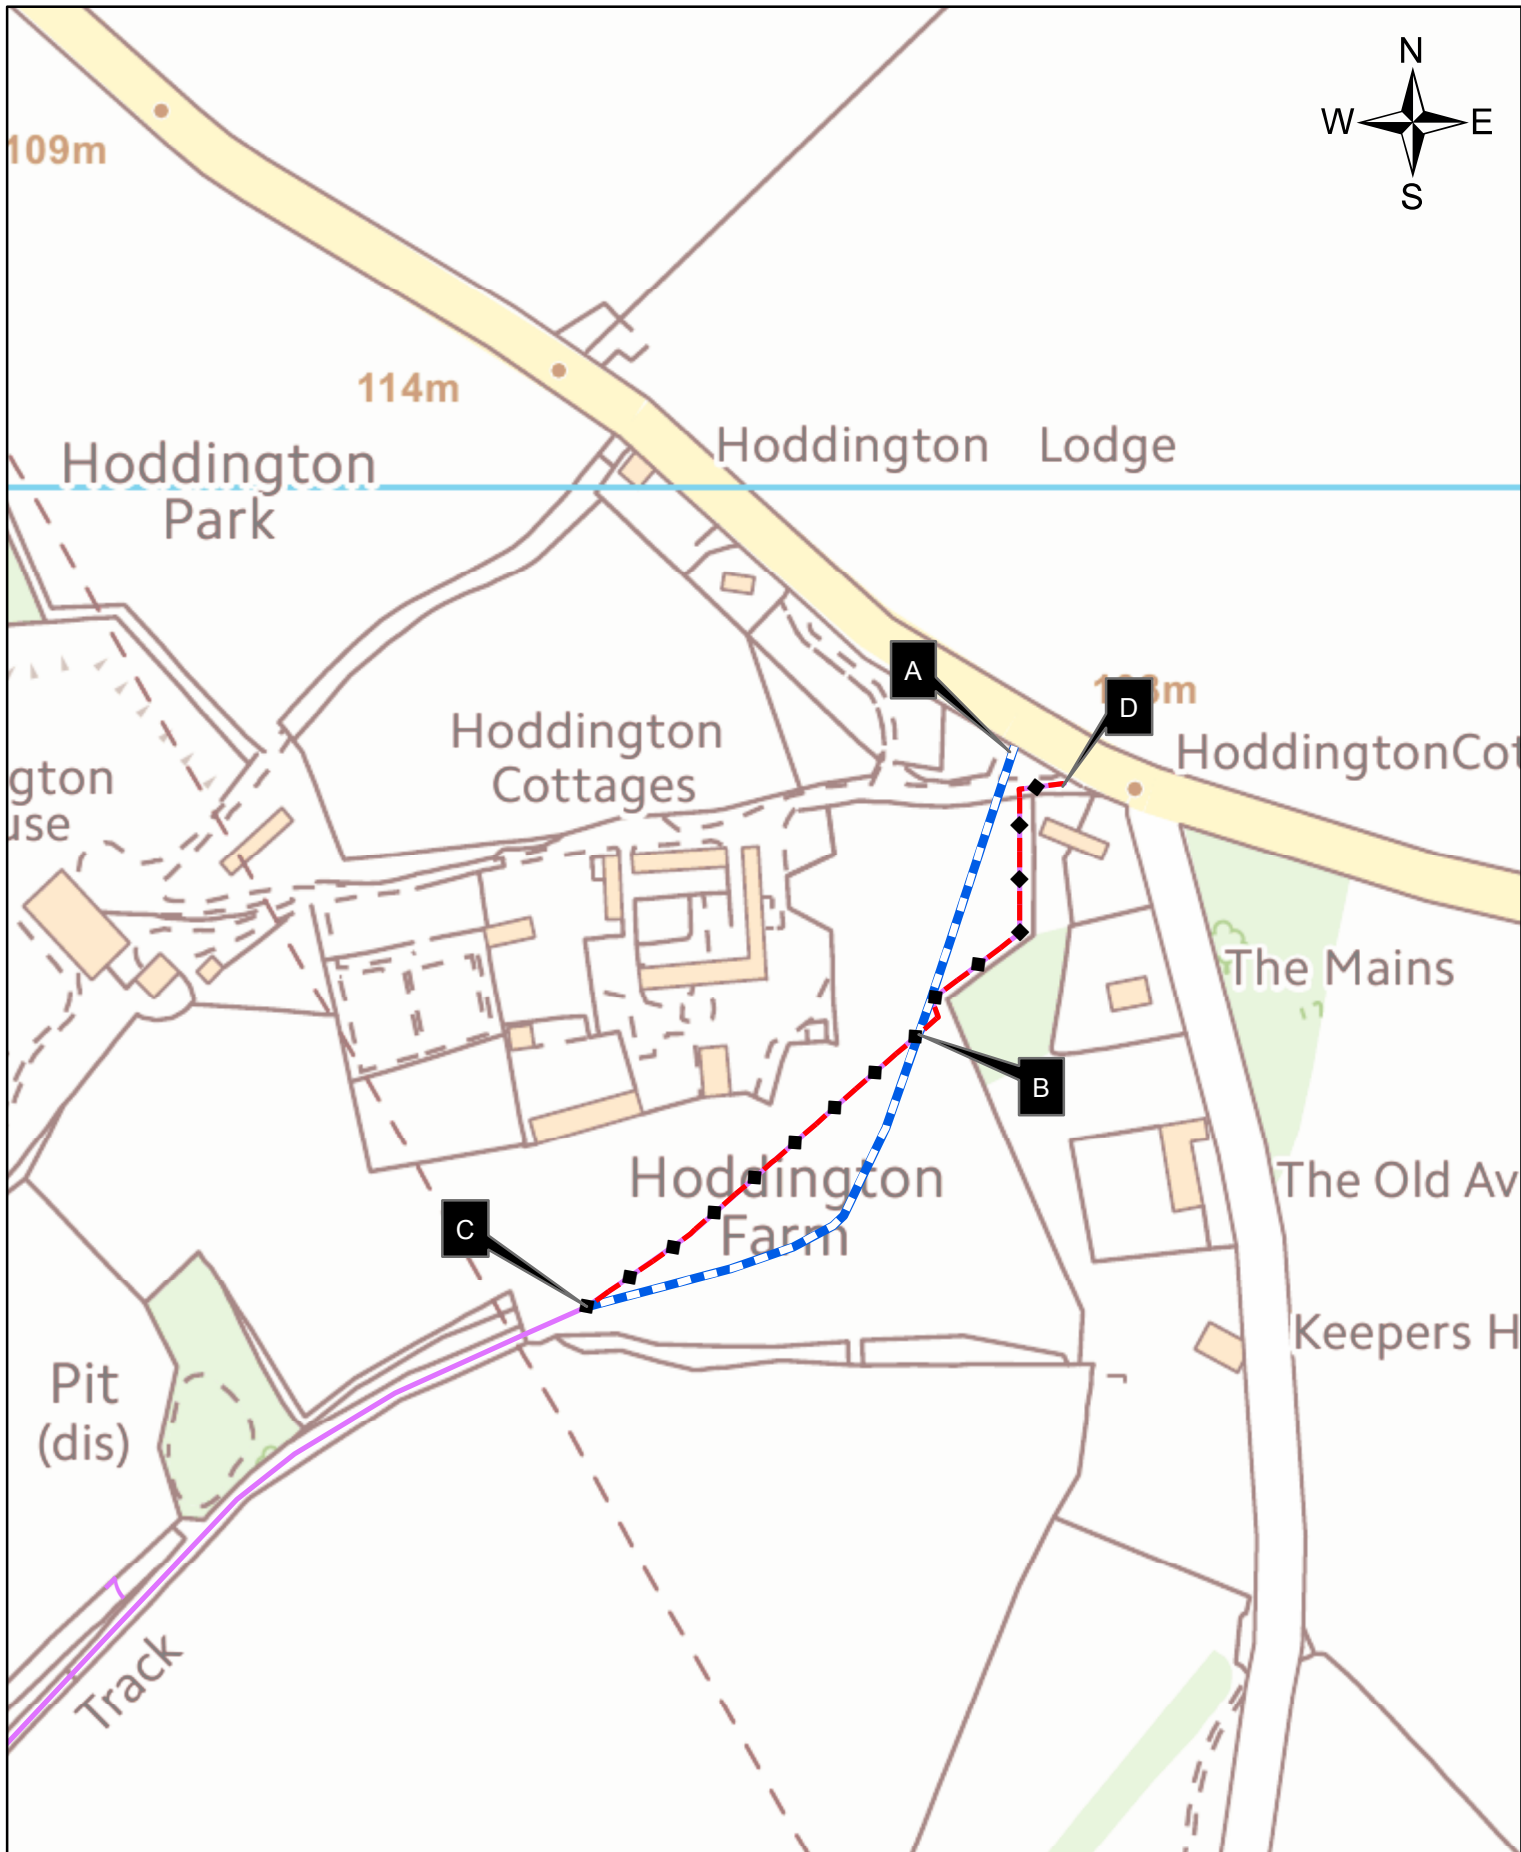 N
W E
S
109m
114m
Hoddington Lodge
Hoddington
Park
A
D
Hoddington
Cottages
HoddingtonCot
gton
use
The Mains
B
Hoddington
Farm
The Old Av
C
Keepers H
Pit
(dis)
Track